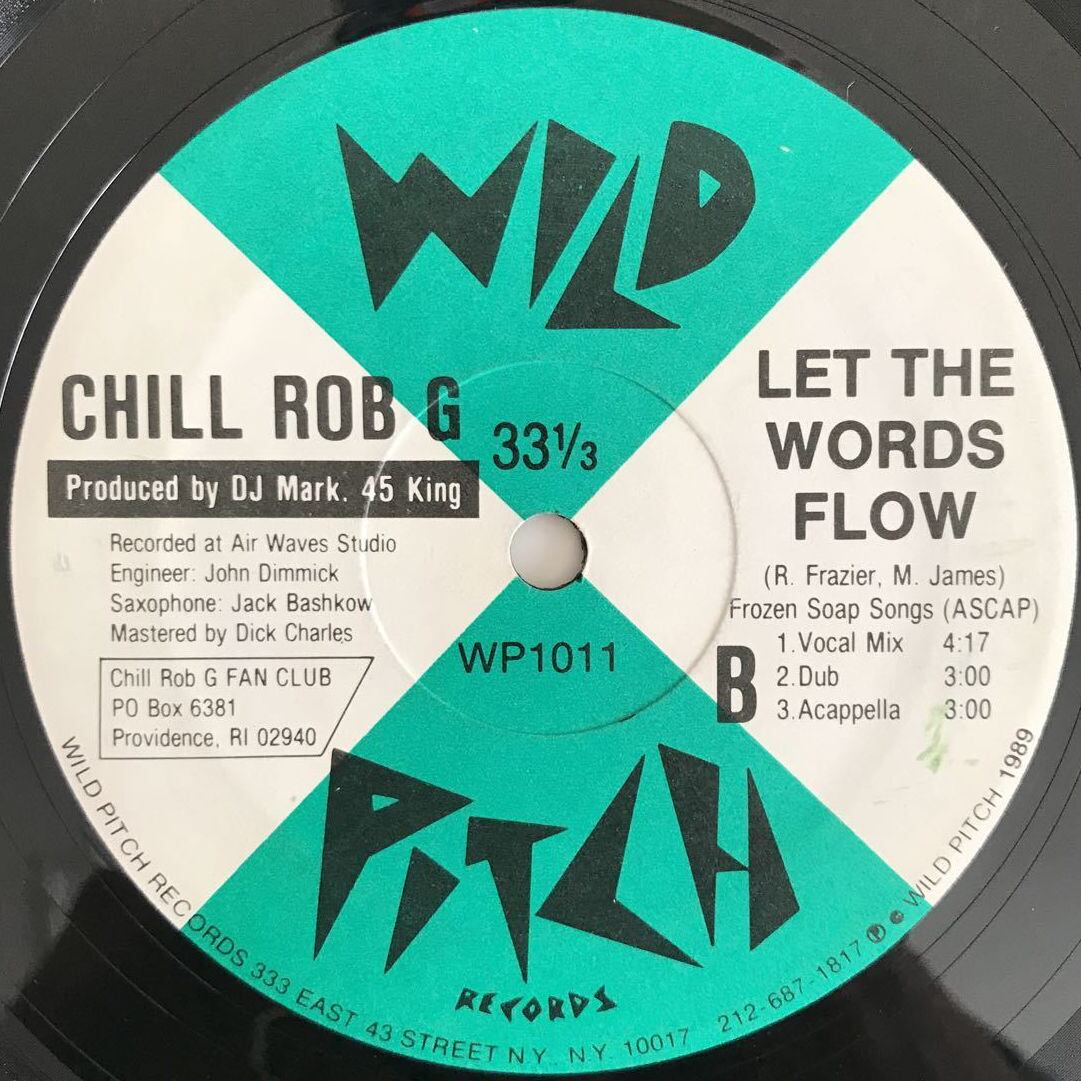 WILD
CHILL ROB G
Produced by DJ Mark. 45 King
Recorded at Air Waves Studio
Engineer: John Dimmick
Saxophone: Jack Bashkow
Mastered by Dick Charles
Chill Rob G FAN CLUB
PO Box 6381
Providence, RI 02940
33⅓
WP1011
LET THE
WORDS
FLOW
(R. Frazier, M. James)
Frozen Soap Songs (ASCAP)
B
1.Vocal Mix 4:17
2.Dub 3:00
3.Acappella 3:00
PITCH
RECORDS
WILD PITCH RECORDS 333 EAST 43 STREET N.Y. N.Y. 10017 212-687-1817 ℗ © WILD PITCH 1989